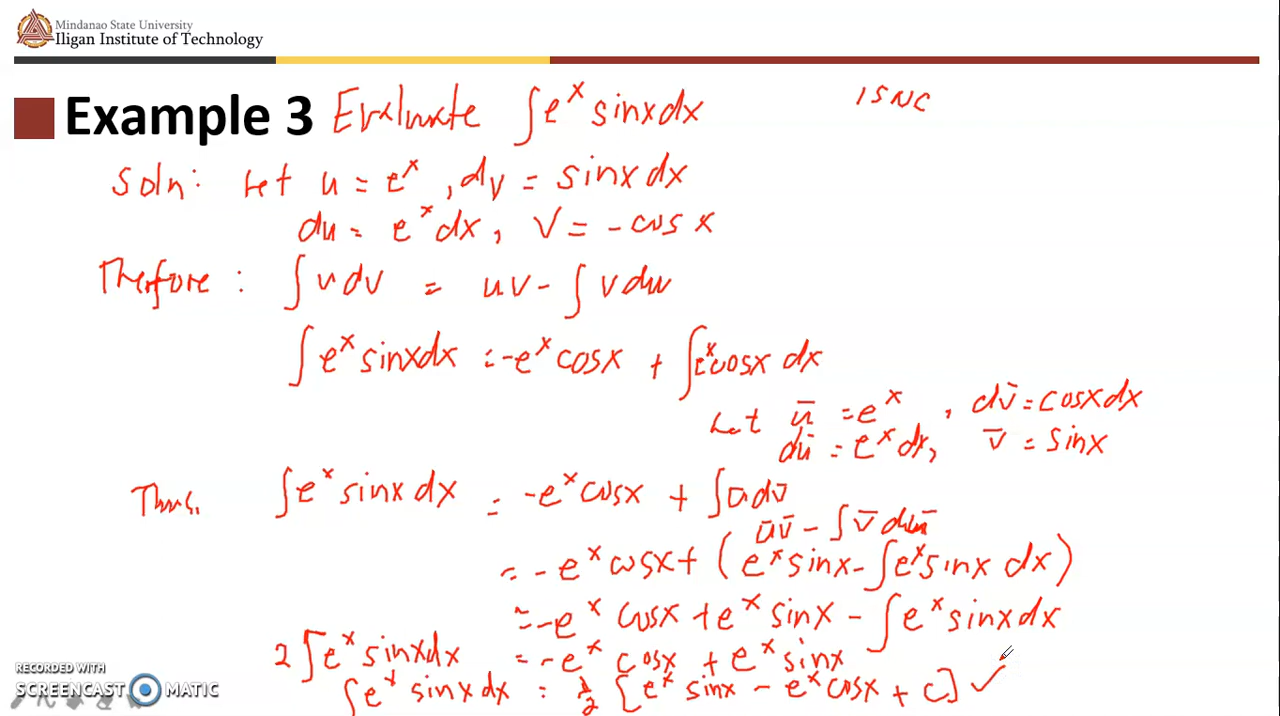 Mindanao State University
Iligan Institute of Technology
Example 3 Evaluate ∫e^x sinx dx
ISNC
Soln: Let u = e^x , dv = sinx dx
du = e^x dx, v = -cos x
Therefore : ∫u dv = uv - ∫v du
∫e^x sinx dx = -e^x cosx + ∫e^x cosx dx
Let ū = e^x , dv̄ = cosx dx
dū = e^x dx, v̄ = sinx
Thus, ∫e^x sinx dx = -e^x cosx + ∫ū dv̄
ūv̄ - ∫v̄ dū
= -e^x cosx + (e^x sinx - ∫e^x sinx dx)
= -e^x cosx + e^x sinx - ∫e^x sinx dx
2∫e^x sinx dx = -e^x cosx + e^x sinx
∫e^x sinx dx = 1/2 [e^x sinx - e^x cosx + c] ✓
RECORDED WITH
SCREENCAST MATIC